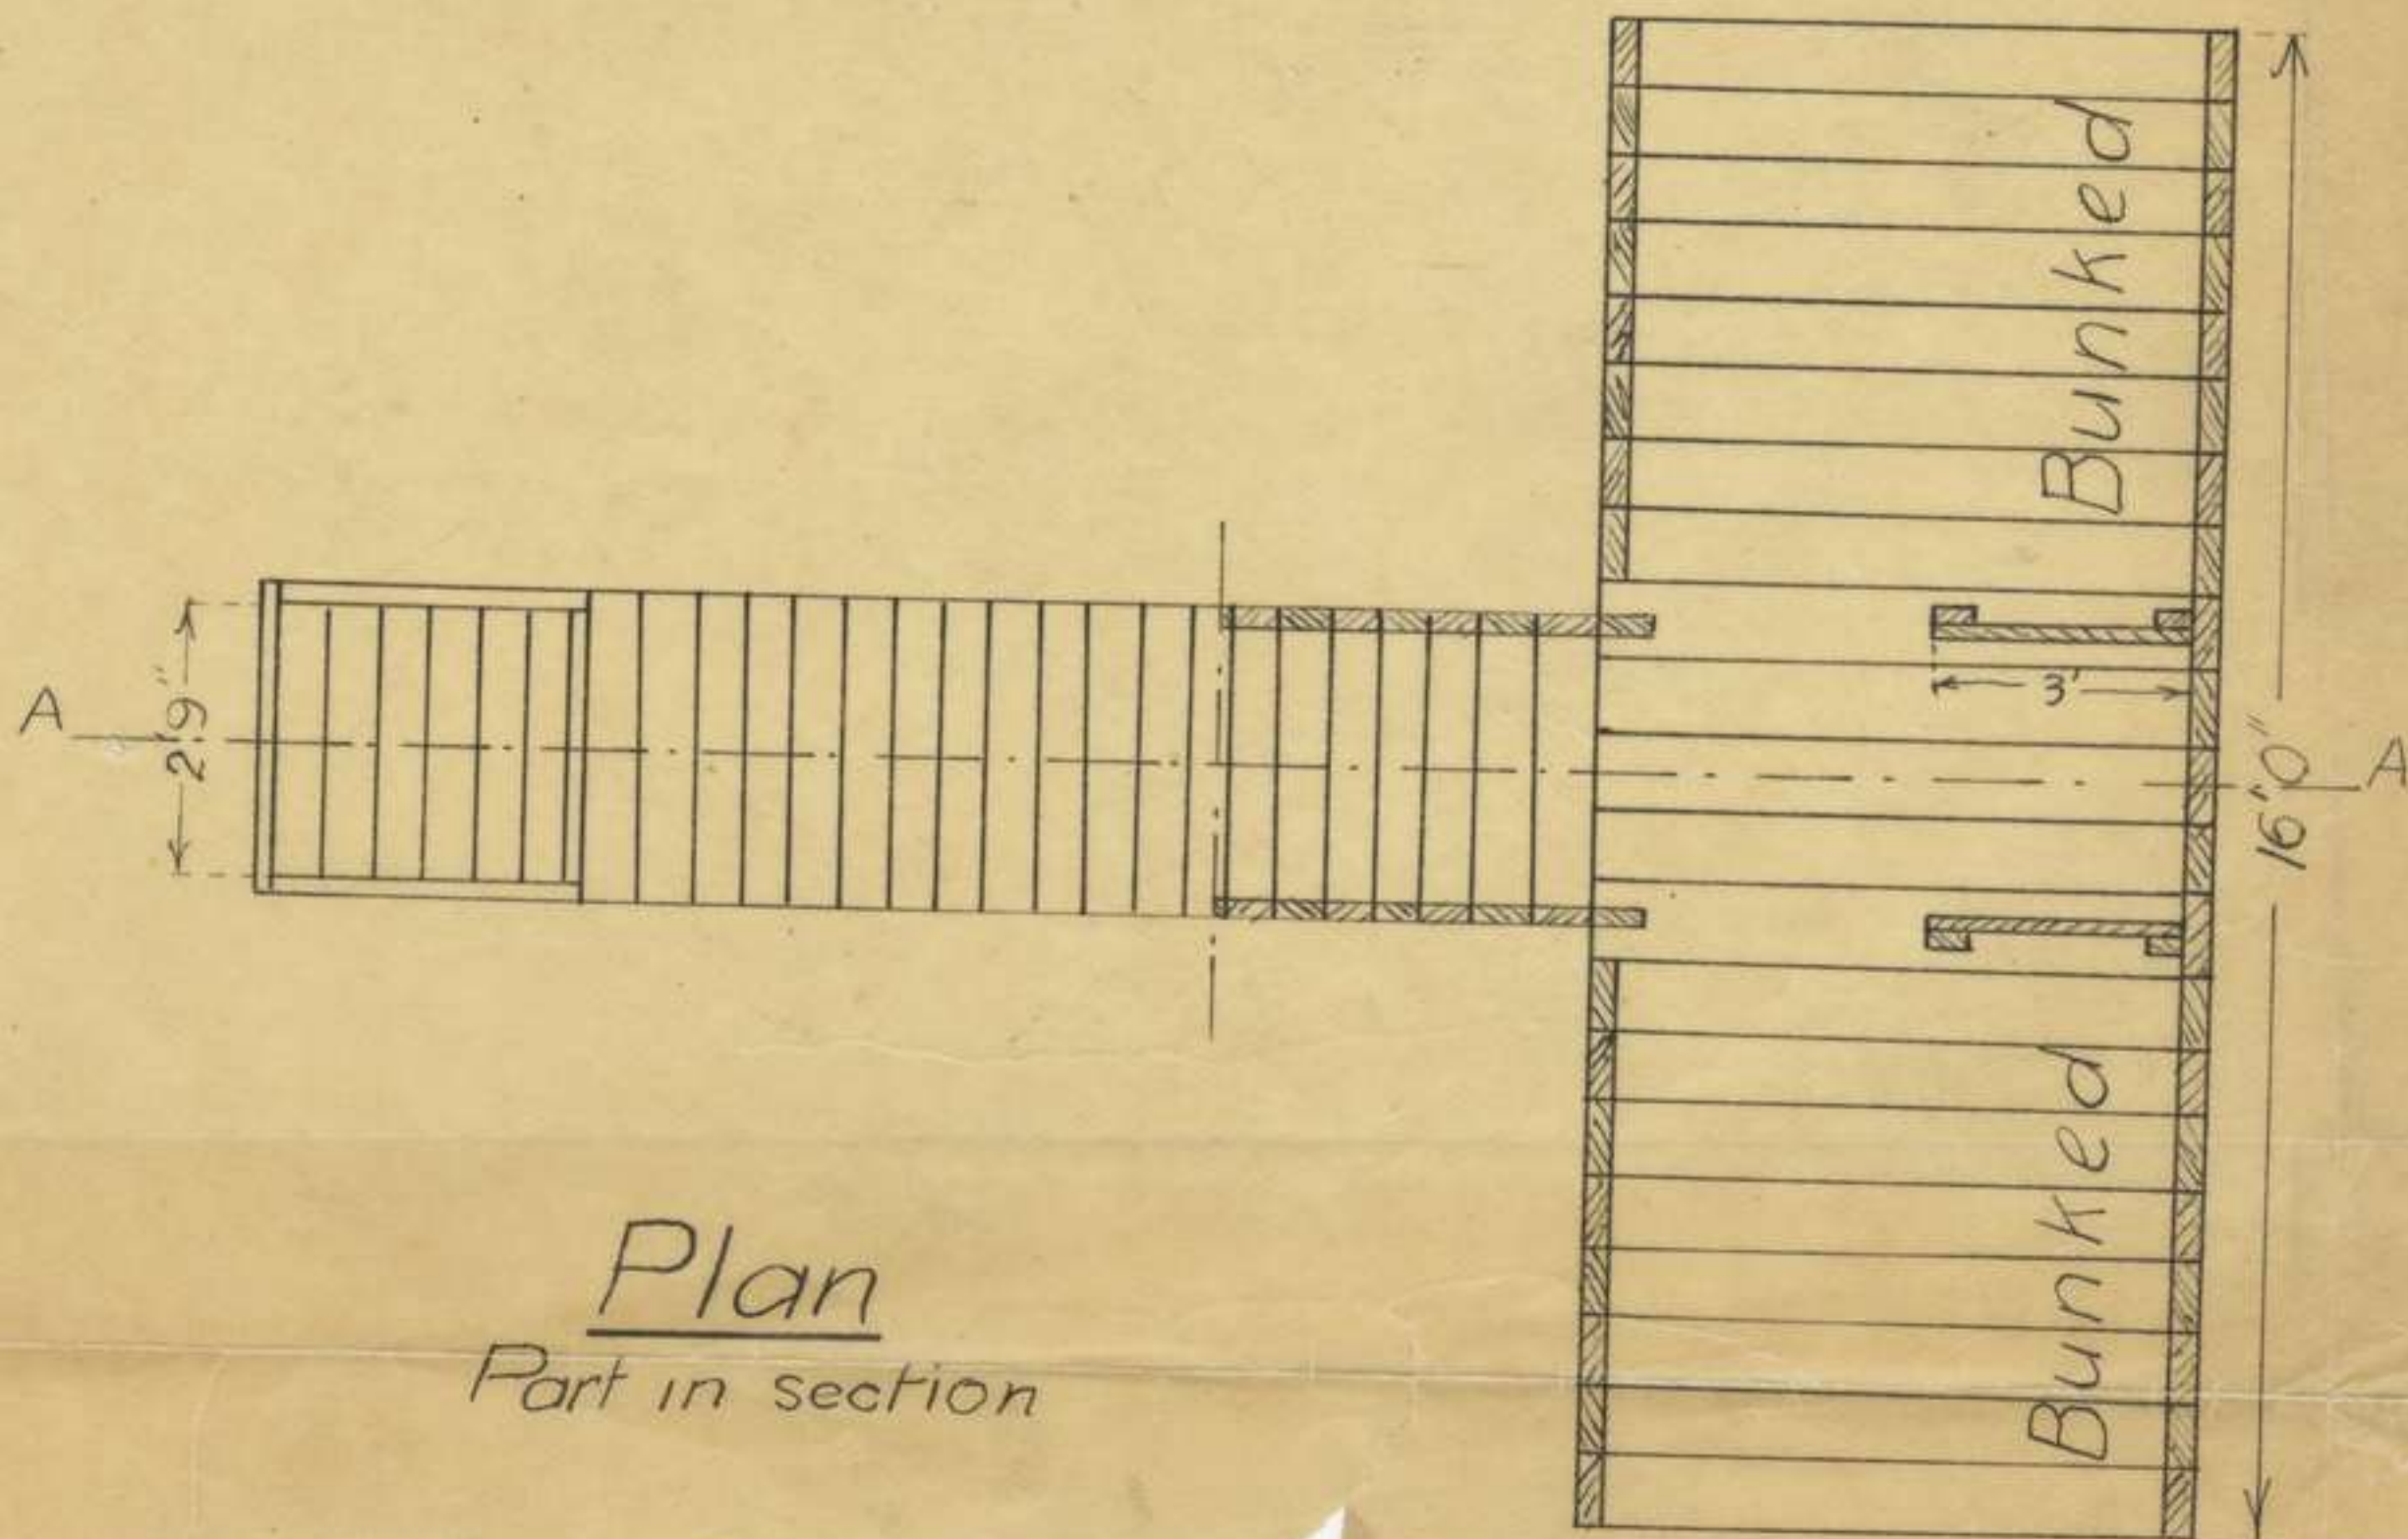 Bunked
A
2'9"
3'
16'0"
A
Bunked
Plan
Part in section